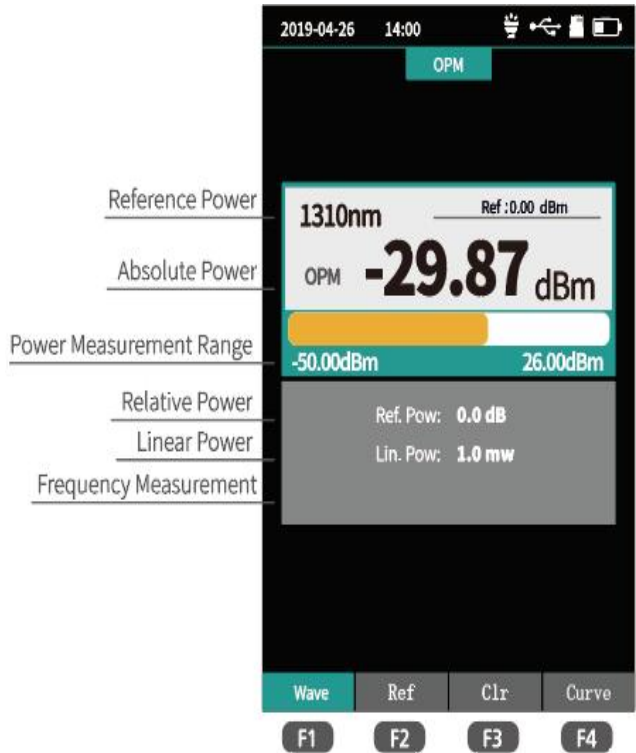 2019-04-26 14:00
OPM
Reference Power
1310nm
Ref:0.00 dBm
Absolute Power
OPM -29.87 dBm
Power Measurement Range
-50.00dBm 26.00dBm
Relative Power
Ref. Pow: 0.0 dB
Linear Power
Lin. Pow: 1.0 mw
Frequency Measurement
Wave Ref Clr Curve
F1 F2 F3 F4